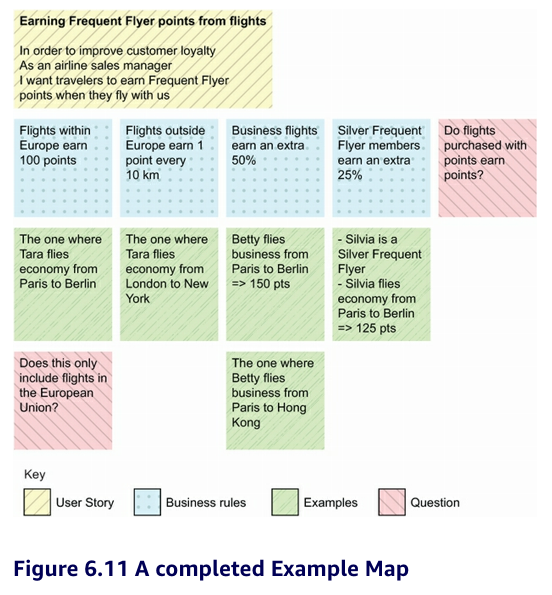 Earning Frequent Flyer points from flights
In order to improve customer loyalty
As an airline sales manager
I want travelers to earn Frequent Flyer
points when they fly with us
Flights within
Europe earn
100 points
Flights outside
Europe earn 1
point every
10 km
Business flights
earn an extra
50%
Silver Frequent
Flyer members
earn an extra
25%
Do flights
purchased with
points earn
points?
The one where
Tara flies
economy from
Paris to Berlin
The one where
Tara flies
economy from
London to New
York
Betty flies
business from
Paris to Berlin
=> 150 pts
- Silvia is a
Silver Frequent
Flyer
- Silvia flies
economy from
Paris to Berlin
=> 125 pts
Does this only
include flights in
the European
Union?
The one where
Betty flies
business from
Paris to Hong
Kong
Key
User Story
Business rules
Examples
Question
Figure 6.11 A completed Example Map